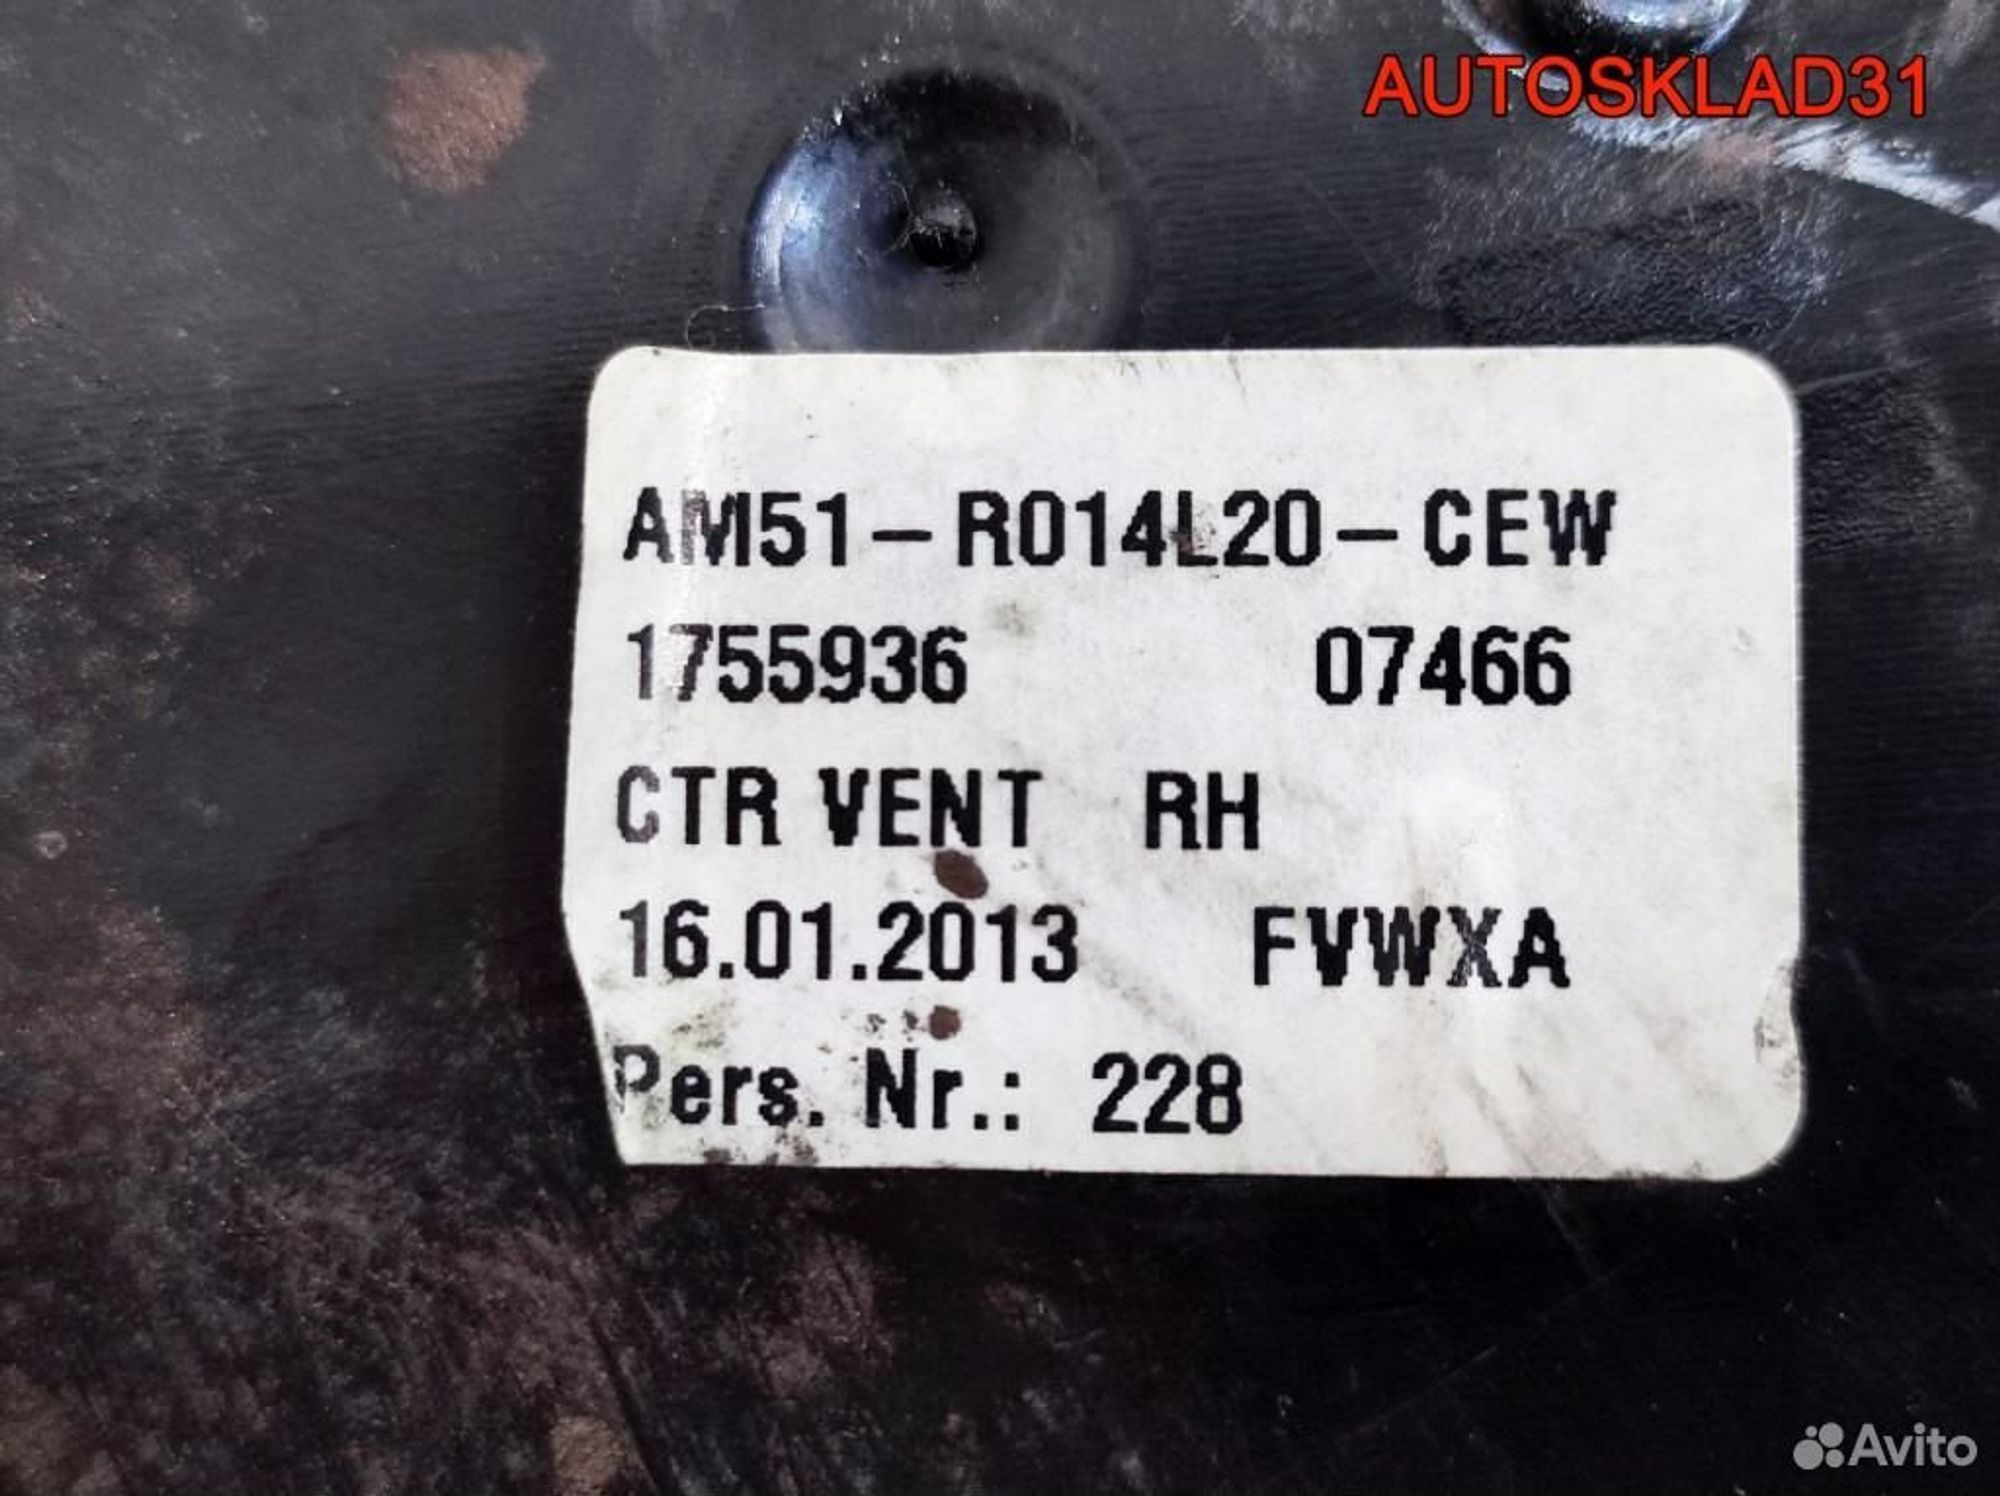 AUTOSKLAD31
AM51-R014L20-CEW
1755936 07466
CTR VENT RH
16.01.2013 FVWXA
Pers. Nr.: 228
Avito